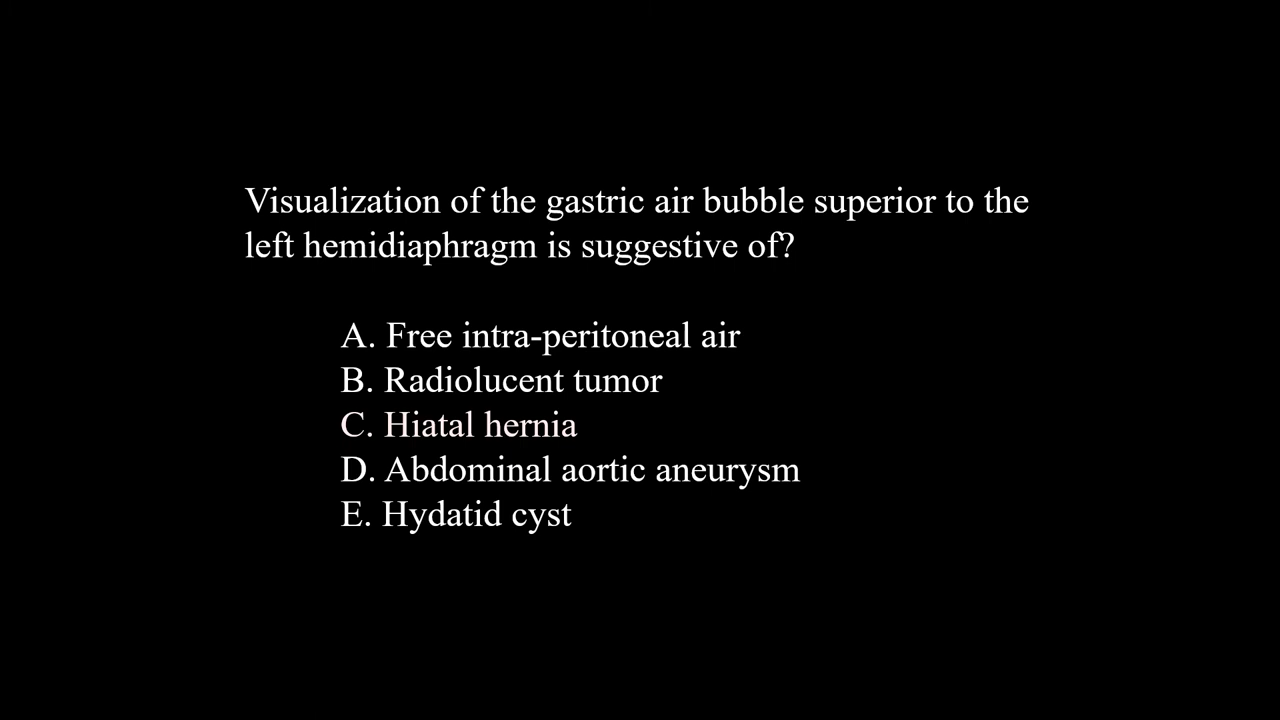 Visualization of the gastric air bubble superior to the
left hemidiaphragm is suggestive of?
A. Free intra-peritoneal air
B. Radiolucent tumor
C. Hiatal hernia
D. Abdominal aortic aneurysm
E. Hydatid cyst